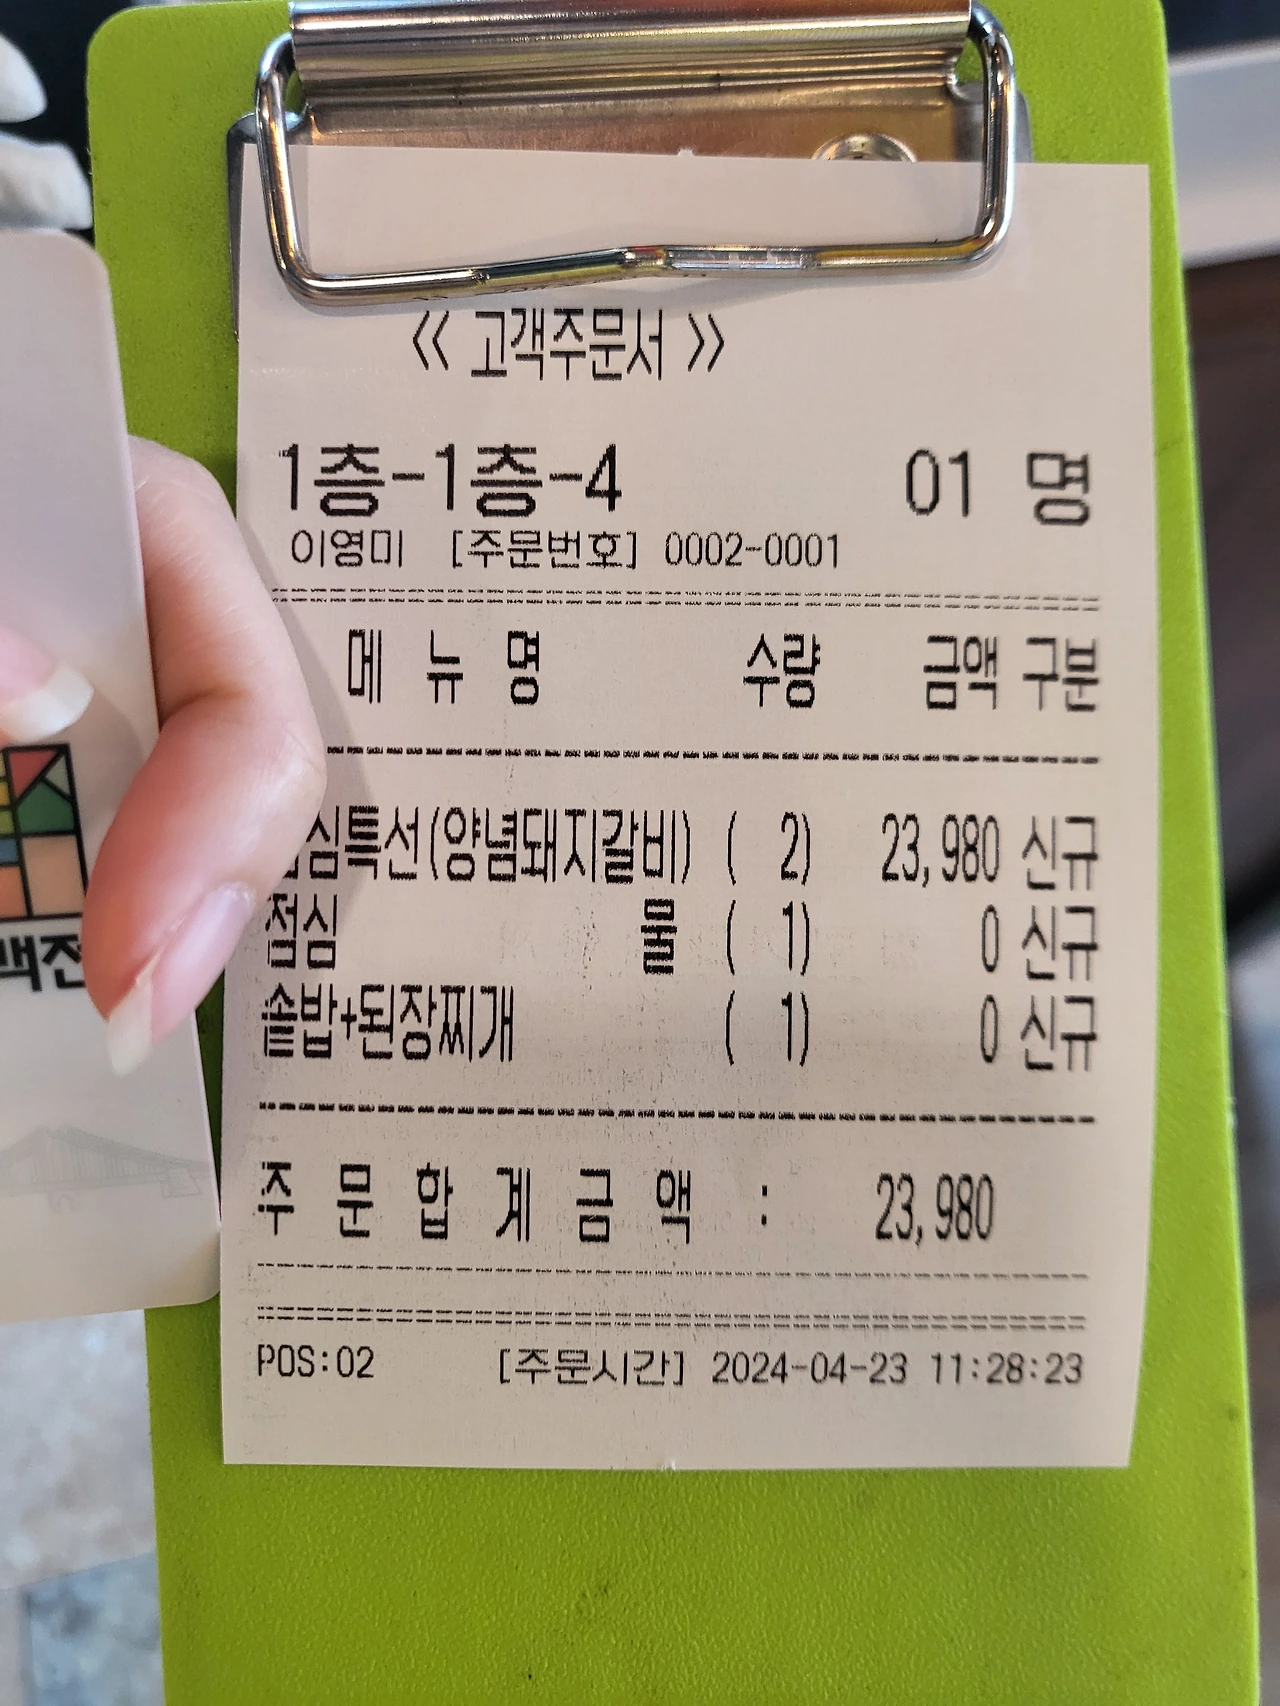 << 고객주문서 >>
1층-1층-4 01 명
이영미 [주문번호] 0002-0001
메 뉴 명 수량 금액 구분
심특선(양념돼지갈비) ( 2) 23,980 신규
점심 물 ( 1) 0 신규
솥밥+된장찌개 ( 1) 0 신규
주 문 합 계 금 액 : 23,980
POS:02 [주문시간] 2024-04-23 11:28:23
백전